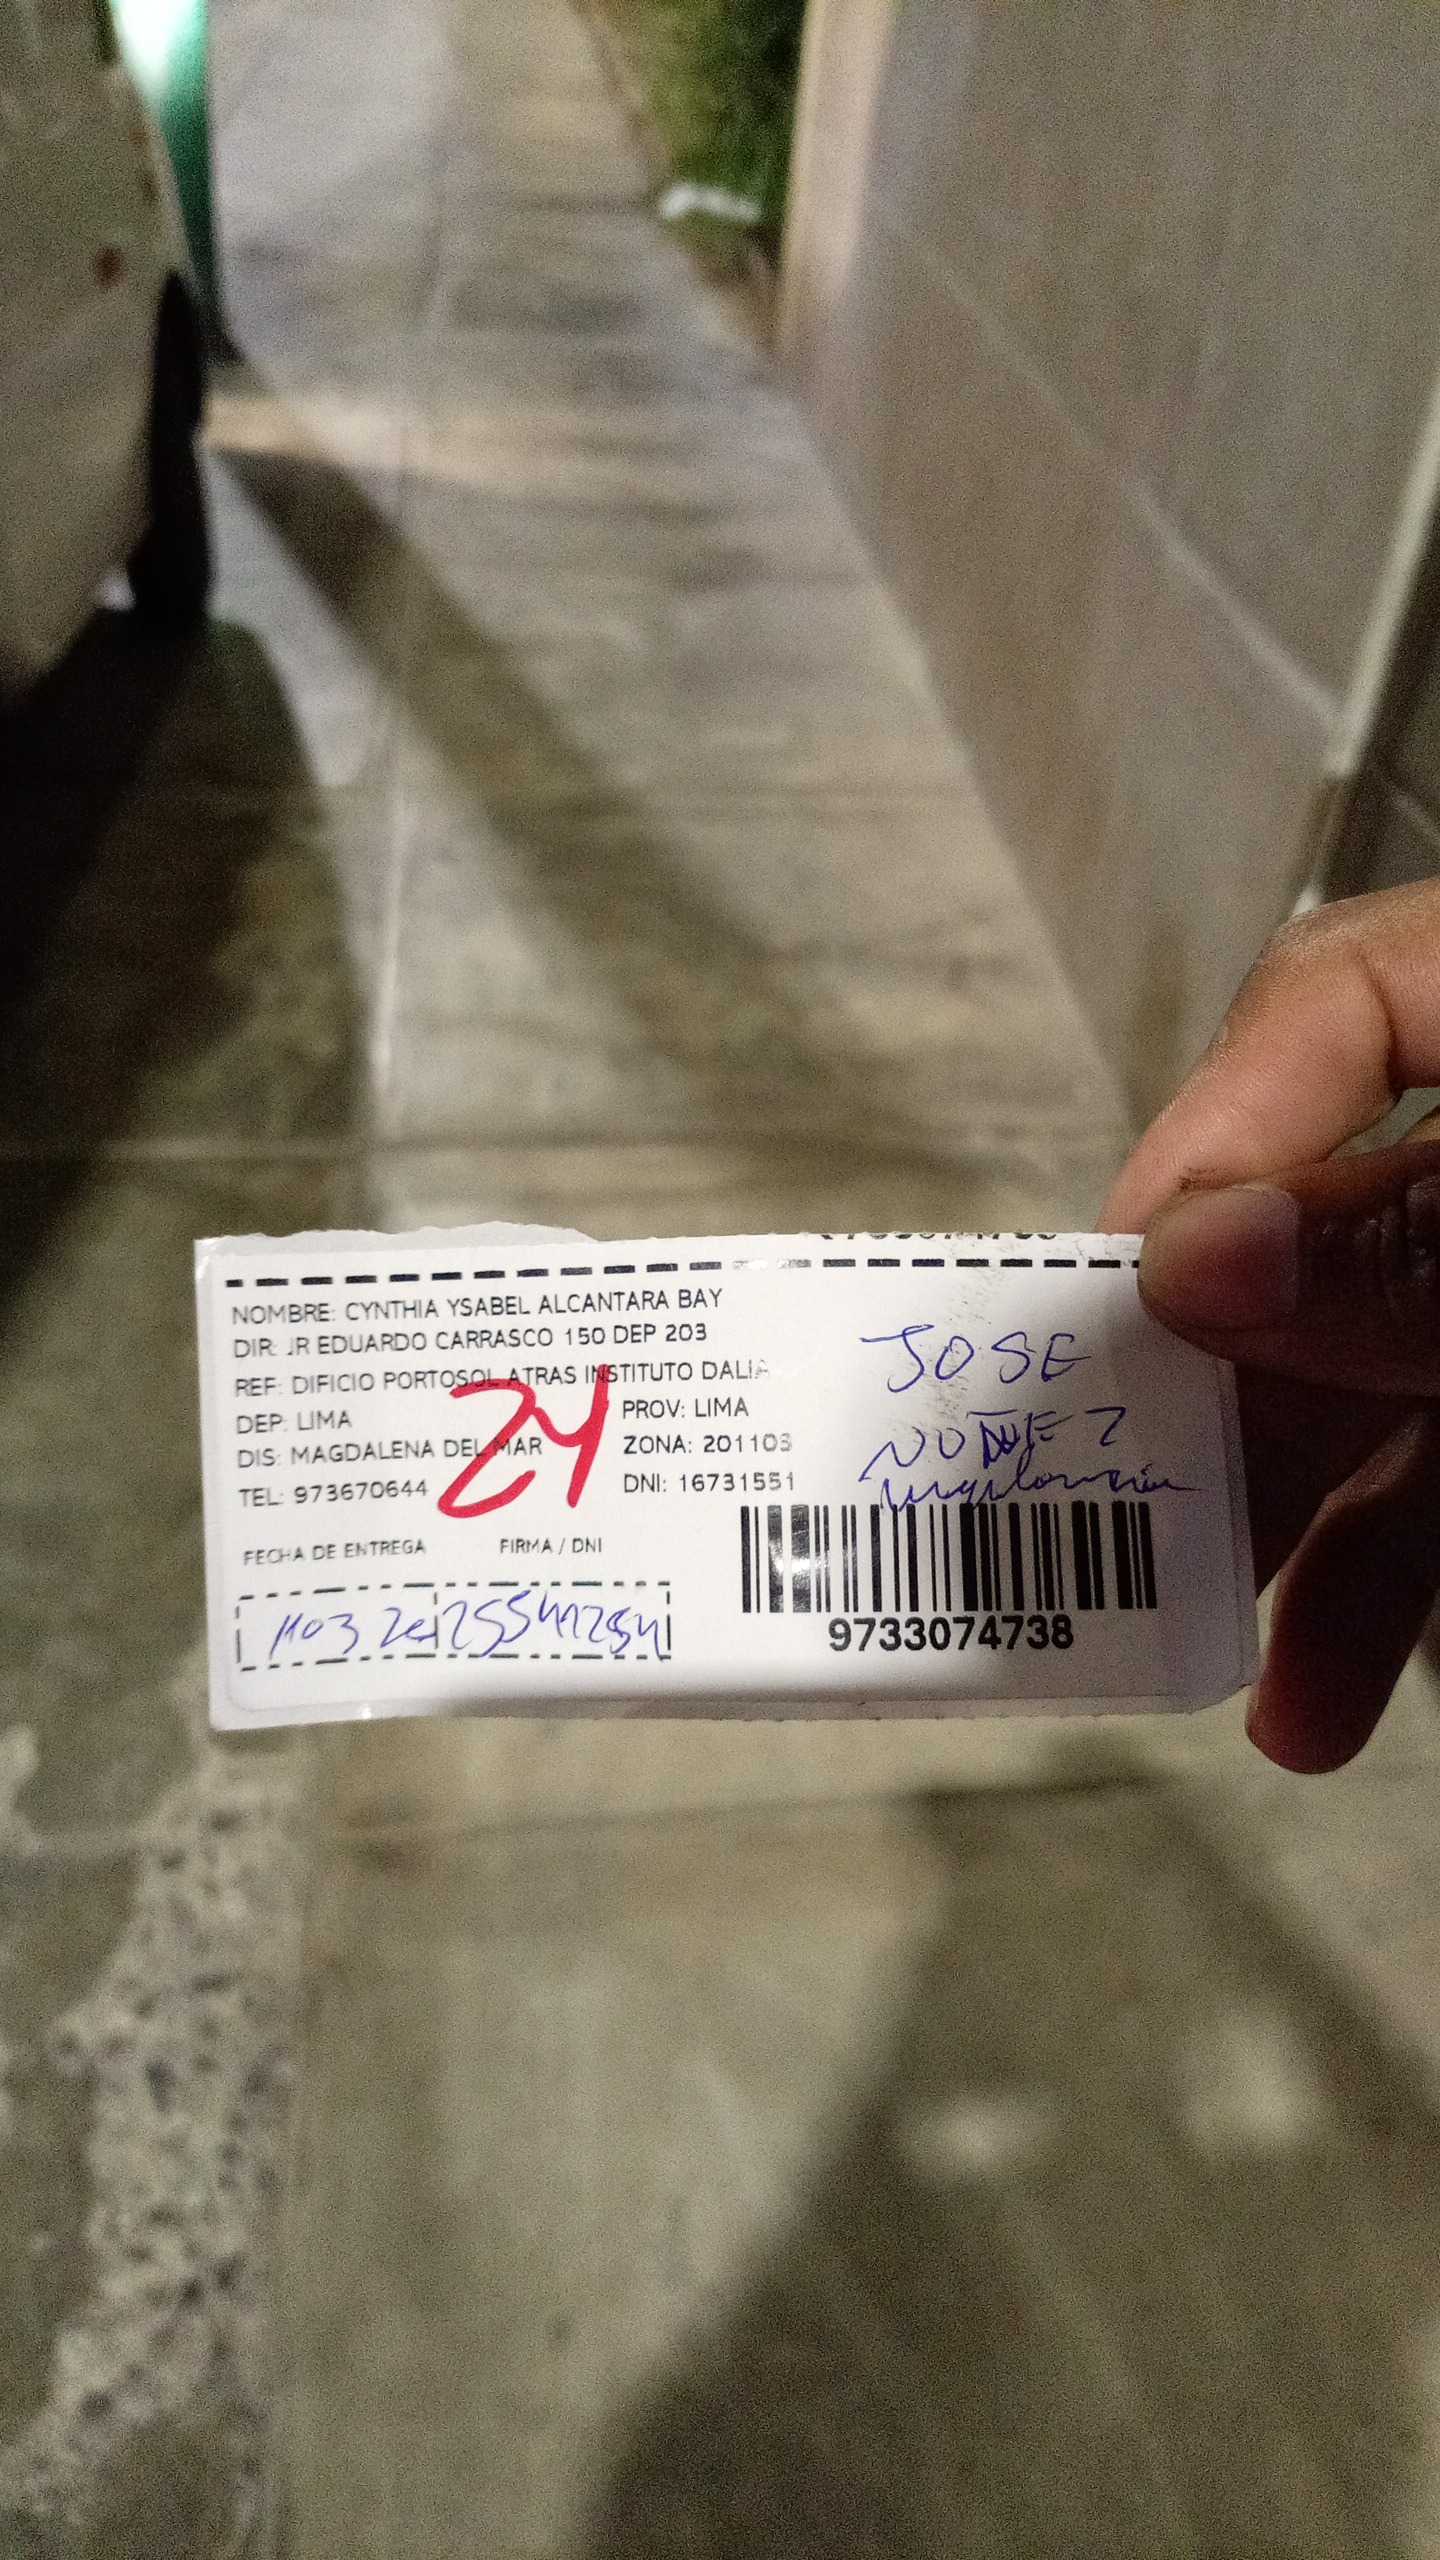 NOMBRE: CYNTHIA YSABEL ALCANTARA BAY
DIR: JR EDUARDO CARRASCO 150 DEP 203
REF: DIFICIO PORTOSOL ATRAS INSTITUTO DALIA
DEP: LIMA PROV: LIMA
DIS: MAGDALENA DEL MAR ZONA: 201103
TEL: 973670644 DNI: 16731551
24
JOSE
NUÑEZ
FECHA DE ENTREGA FIRMA / DNI
25541254
9733074738